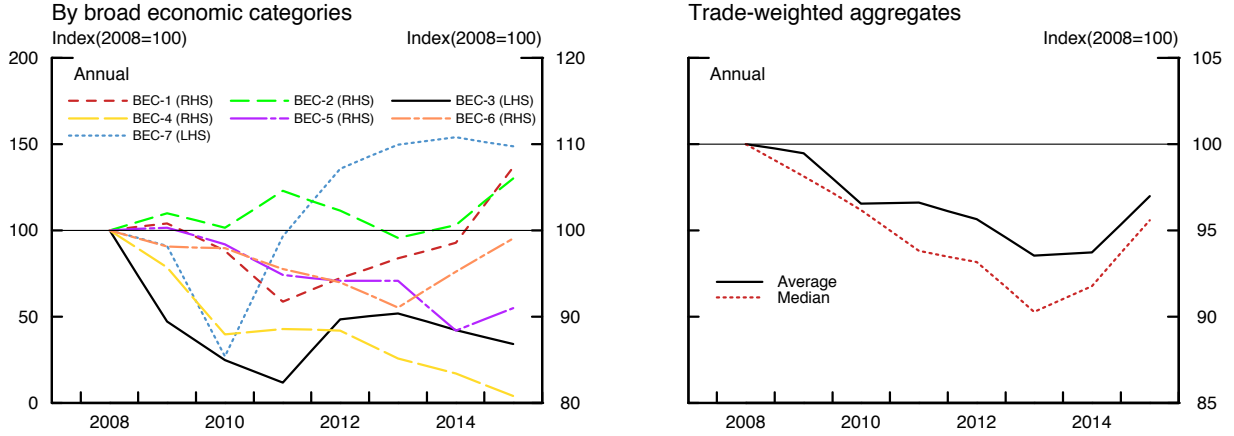 By broad economic categories
Index(2008=100) Index(2008=100)
200 120
Annual
BEC-1 (RHS) BEC-2 (RHS) BEC-3 (LHS)
BEC-4 (RHS) BEC-5 (RHS) BEC-6 (RHS)
BEC-7 (LHS)
150 110
100 100
50 90
0 80
2008 2010 2012 2014
Trade-weighted aggregates
Index(2008=100)
105
Annual
100
95
Average
Median
90
85
2008 2010 2012 2014